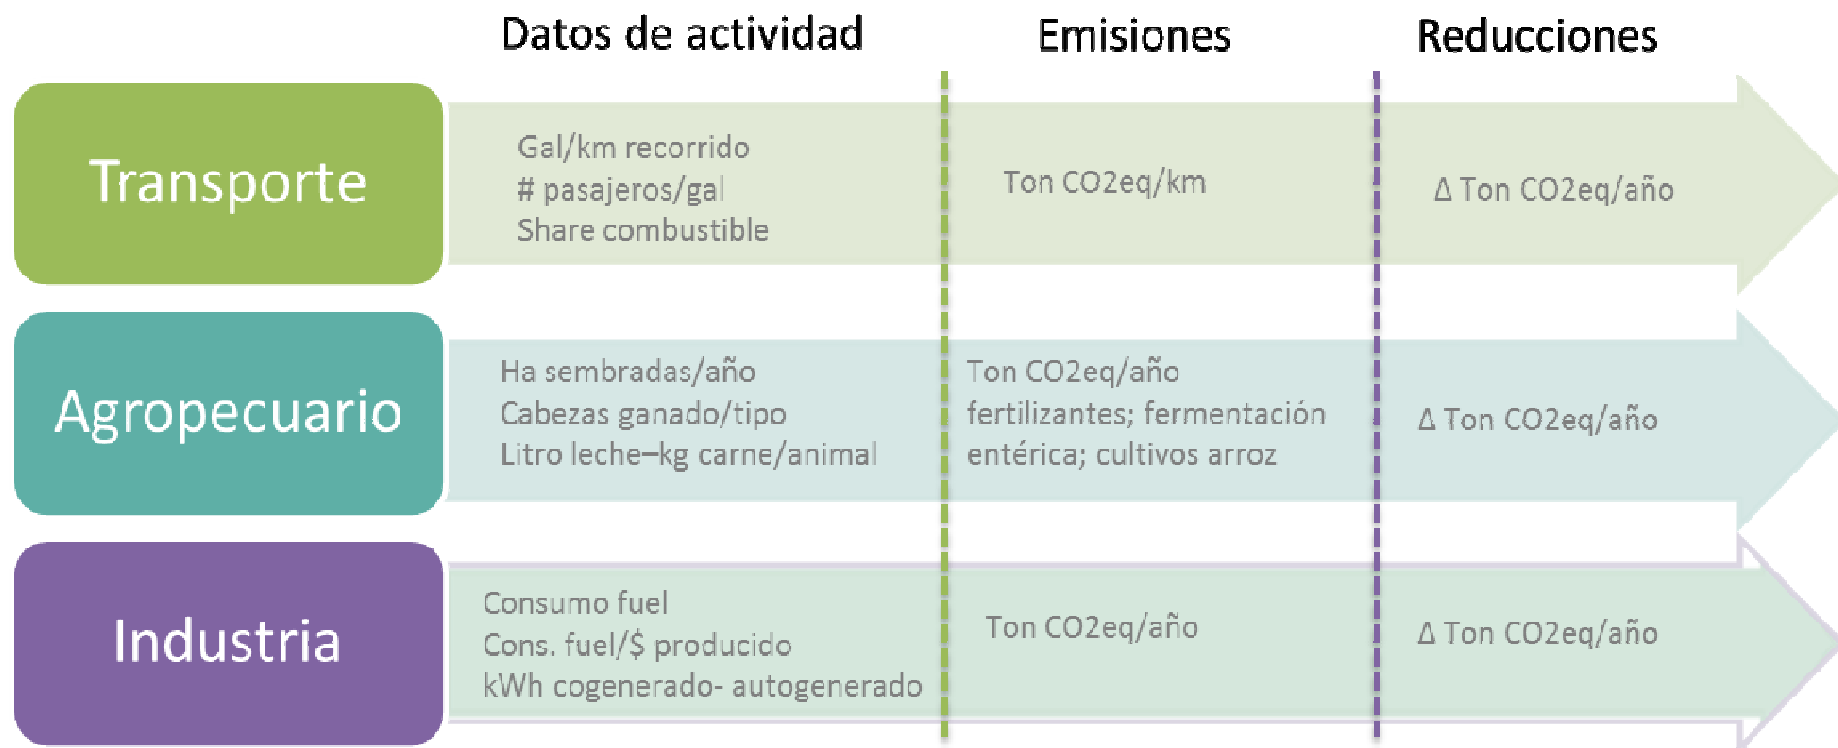 Datos de actividad
Emisiones
Reducciones
Transporte
Gal/km recorrido
# pasajeros/gal
Share combustible
Ton CO2eq/km
Δ Ton CO2eq/año
Agropecuario
Ha sembradas/año
Cabezas ganado/tipo
Litro leche–kg carne/animal
Ton CO2eq/año
fertilizantes; fermentación
entérica; cultivos arroz
Δ Ton CO2eq/año
Industria
Consumo fuel
Cons. fuel/$ producido
kWh cogenerado- autogenerado
Ton CO2eq/año
Δ Ton CO2eq/año